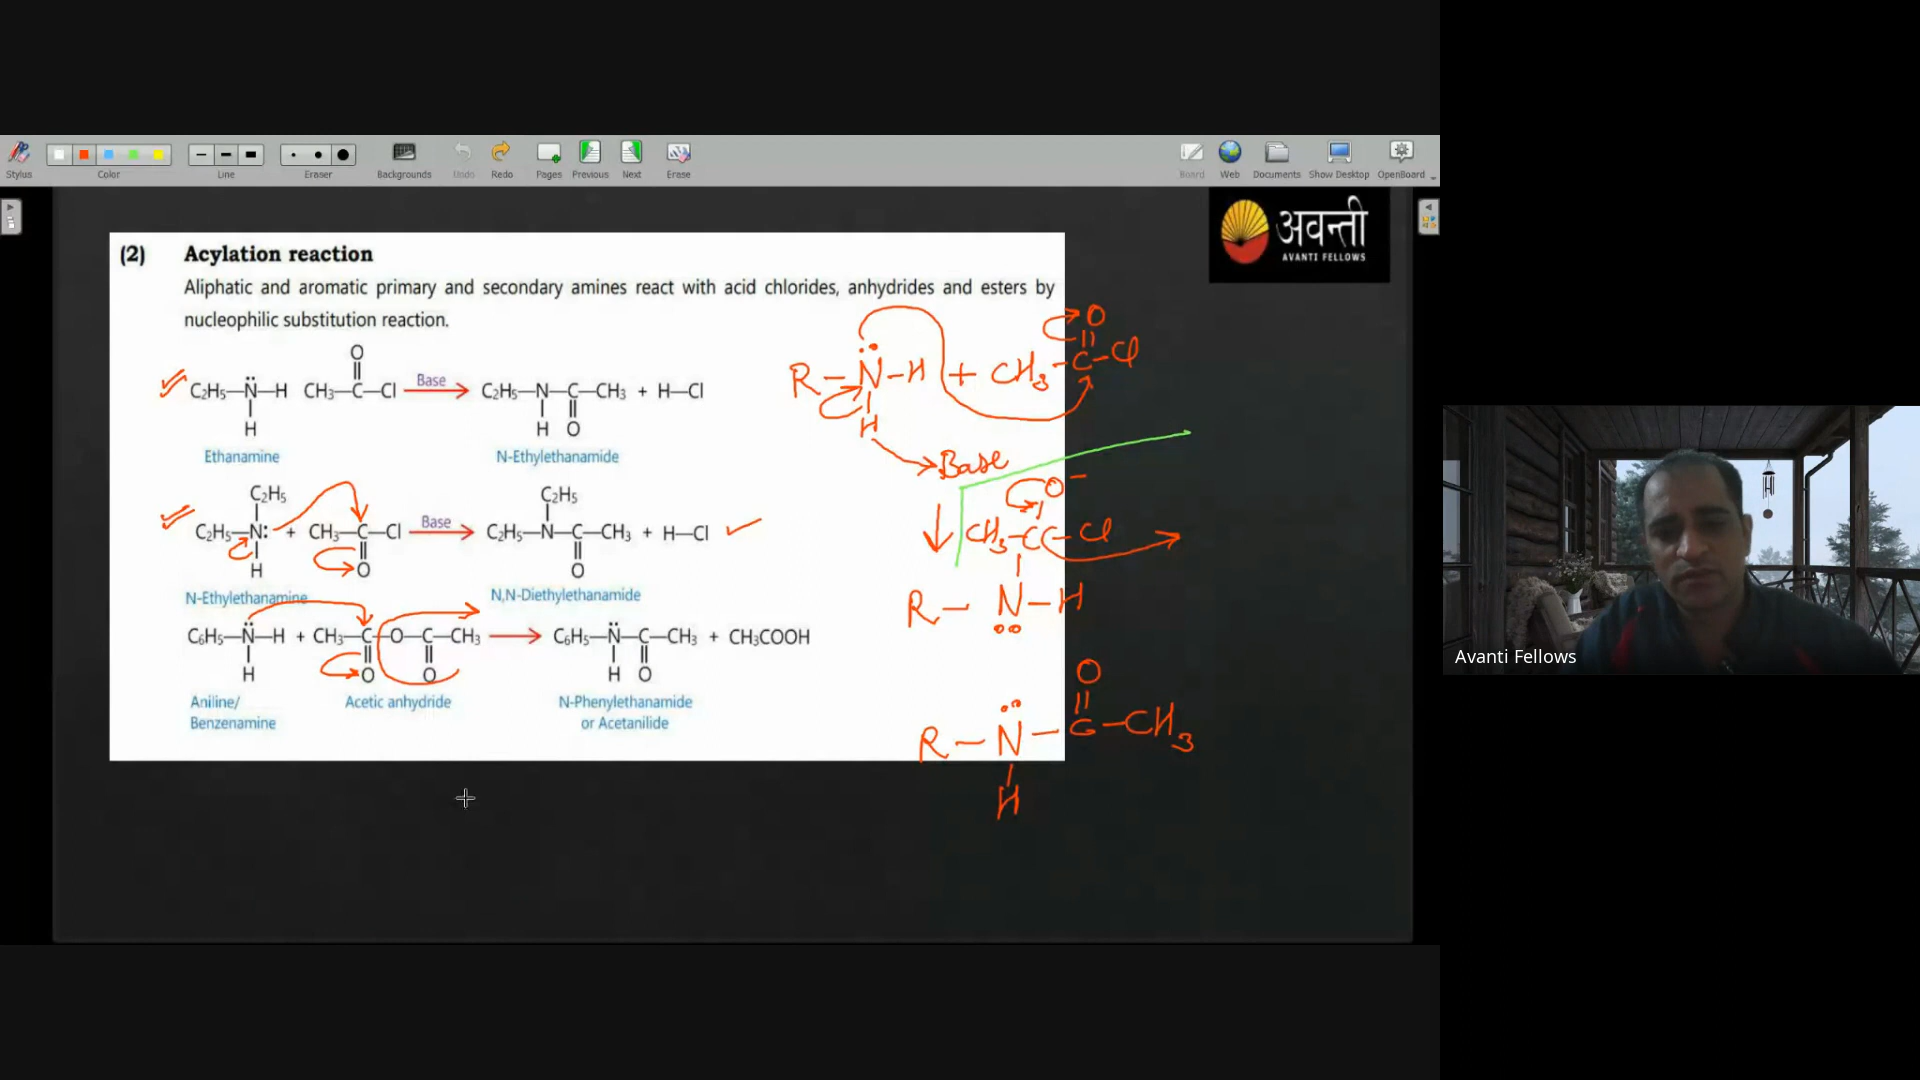 Stylus Color Line Eraser Backgrounds Undo Redo Pages Previous Next Erase Board Web Documents Show Desktop OpenBoard
अवन्ती
AVANTI FELLOWS
(2) Acylation reaction
Aliphatic and aromatic primary and secondary amines react with acid chlorides, anhydrides and esters by
nucleophilic substitution reaction.
O
C₂H₅—N̈—H CH₃—C—Cl Base C₂H₅—N—C—CH₃ + H—Cl
H H O
Ethanamine N-Ethylethanamide
C₂H₅ C₂H₅
C₂H₅—N: + CH₃—C—Cl Base C₂H₅—N—C—CH₃ + H—Cl
H O O
N-Ethylethanamine N,N-Diethylethanamide
C₆H₅—N̈—H + CH₃—C—O—C—CH₃ → C₆H₅—N̈—C—CH₃ + CH₃COOH
H O O H O
Aniline/ Acetic anhydride N-Phenylethanamide
Benzenamine or Acetanilide
O
R–N̈–H + CH₃–C–Cl
H
Base
O –
CH₃–C–Cl
R–N–H
O
R–N̈–C–CH₃
H
Avanti Fellows